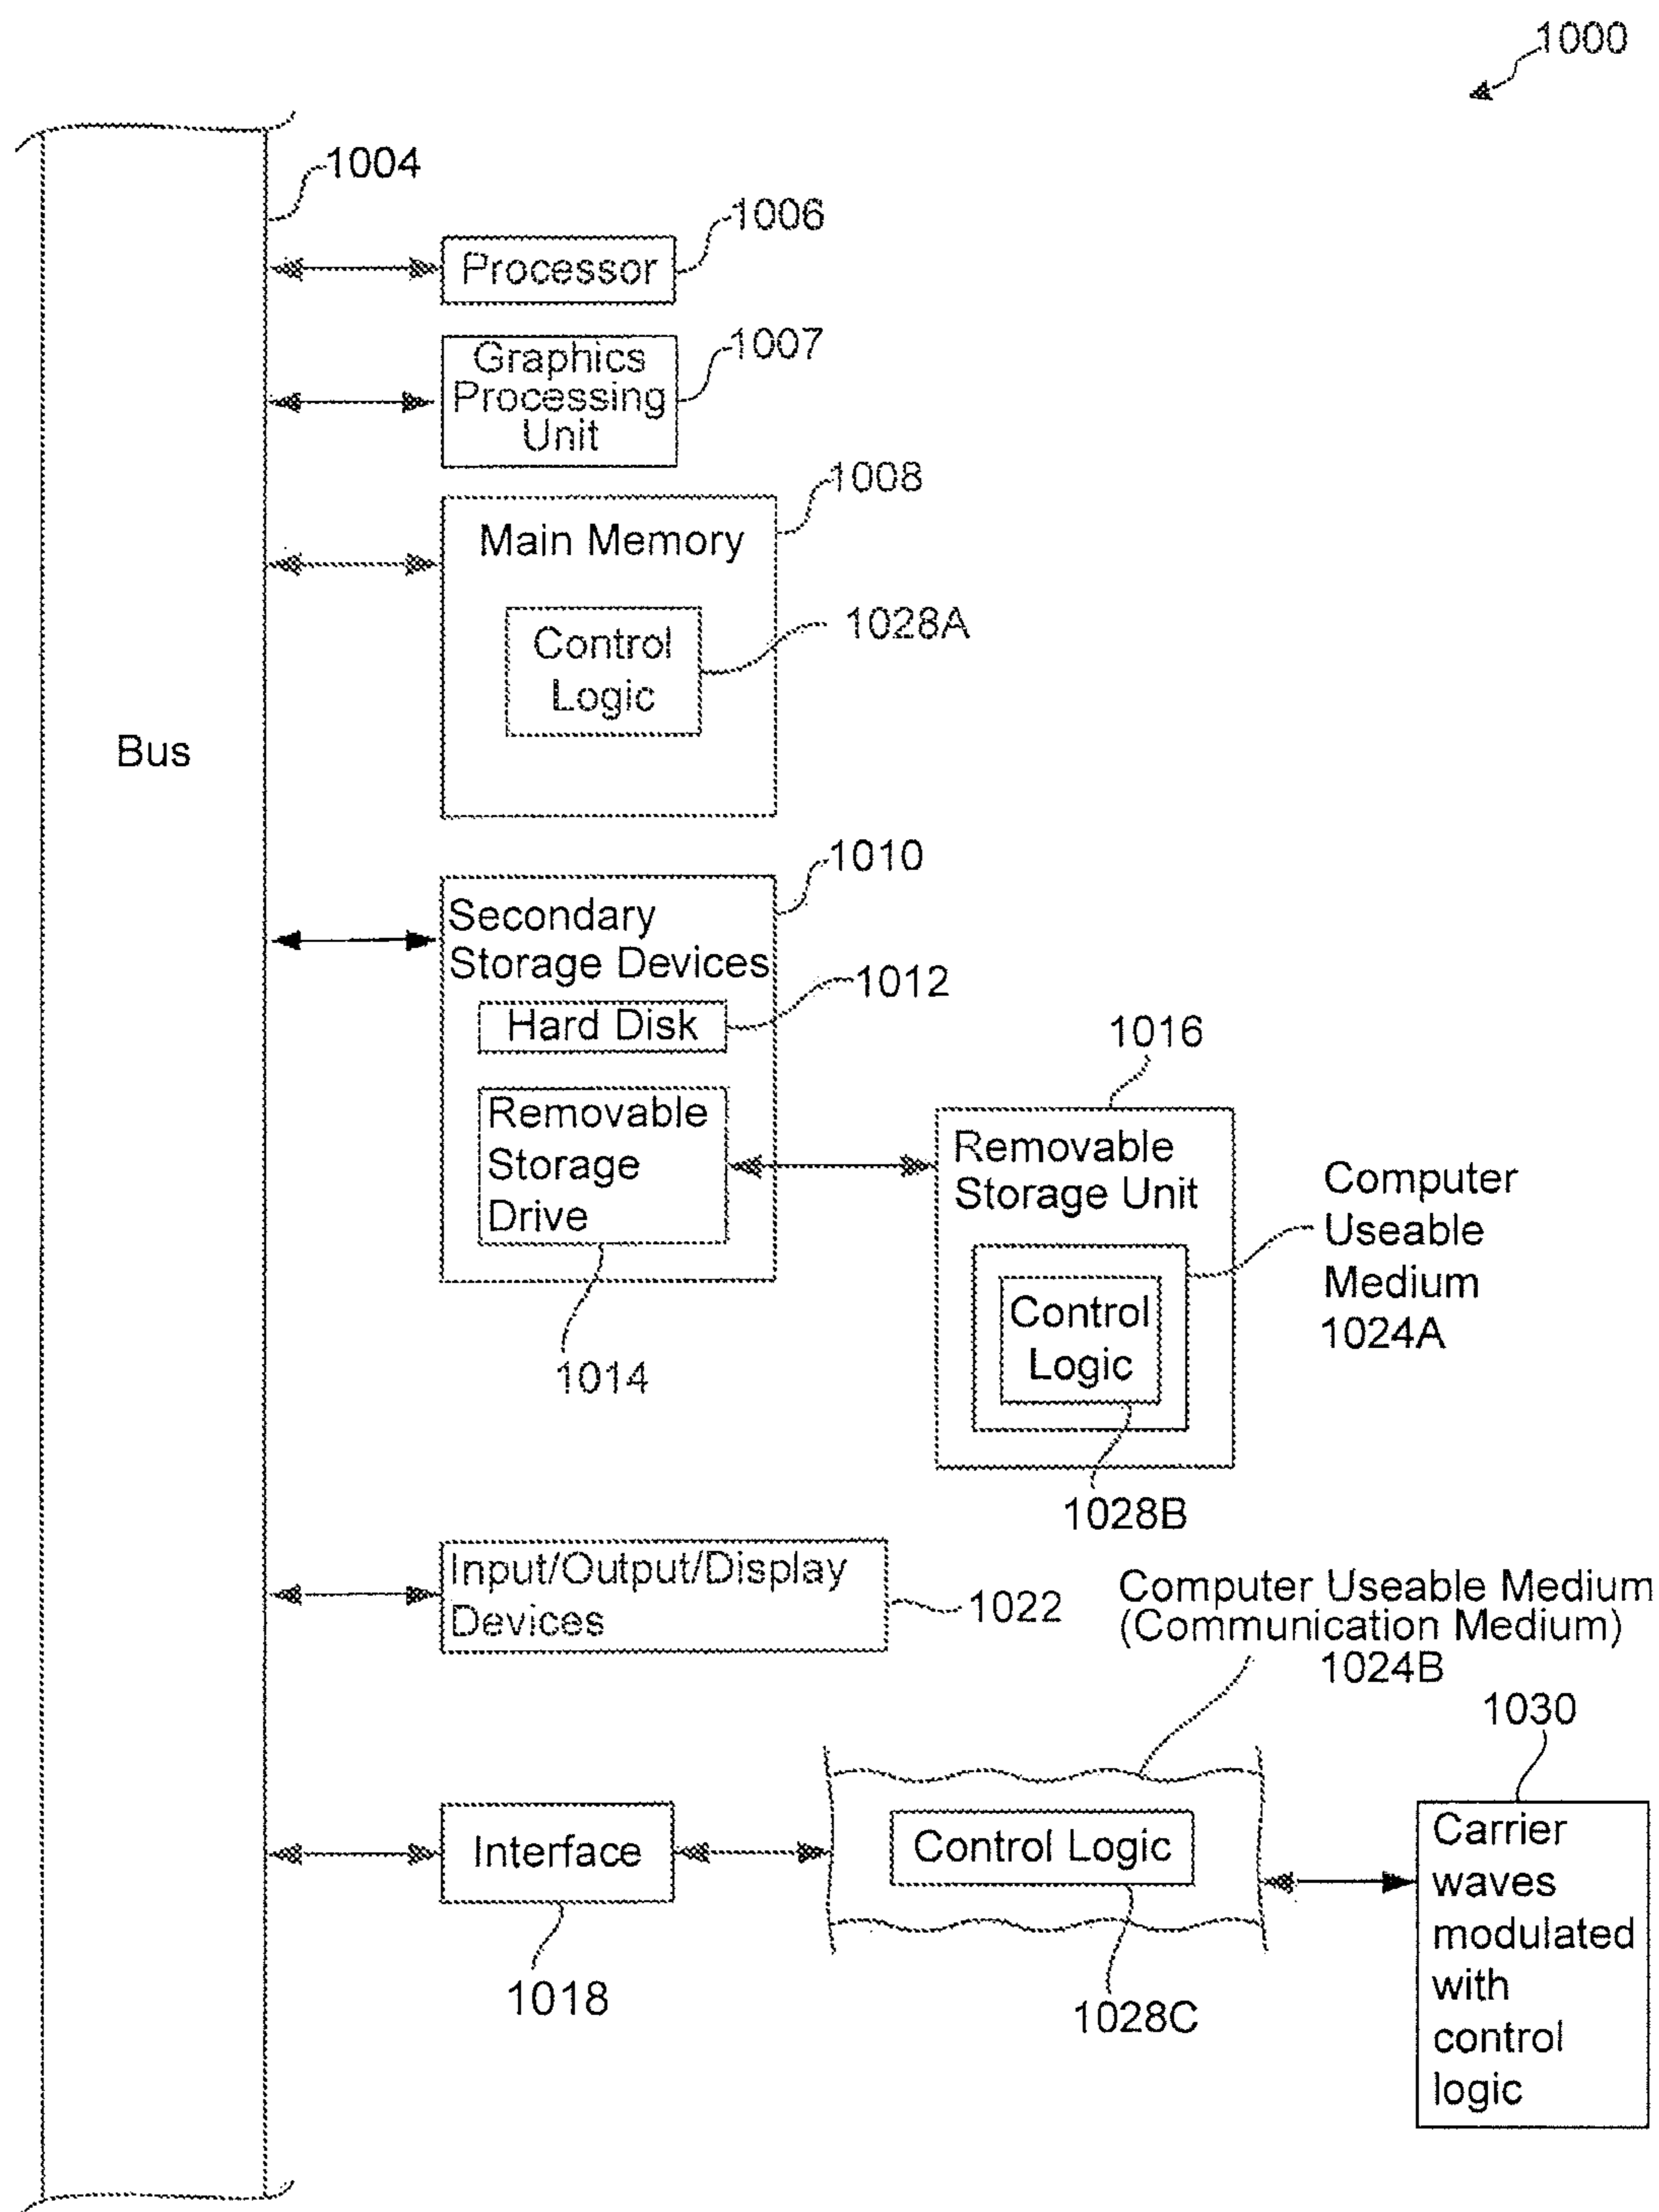 1000
1004
1006
Processor
1007
Graphics
Processing
Unit
1008
Main Memory
1028A
Control
Logic
Bus
1010
Secondary
Storage Devices
1012
Hard Disk
1016
Removable
Storage
Drive
Removable
Storage Unit
Computer
Useable
Medium
1024A
Control
Logic
1014
1028B
Input/Output/Display
Devices
1022
Computer Useable Medium
(Communication Medium)
1024B
1030
Interface
Control Logic
Carrier
waves
modulated
with
control
logic
1018
1028C